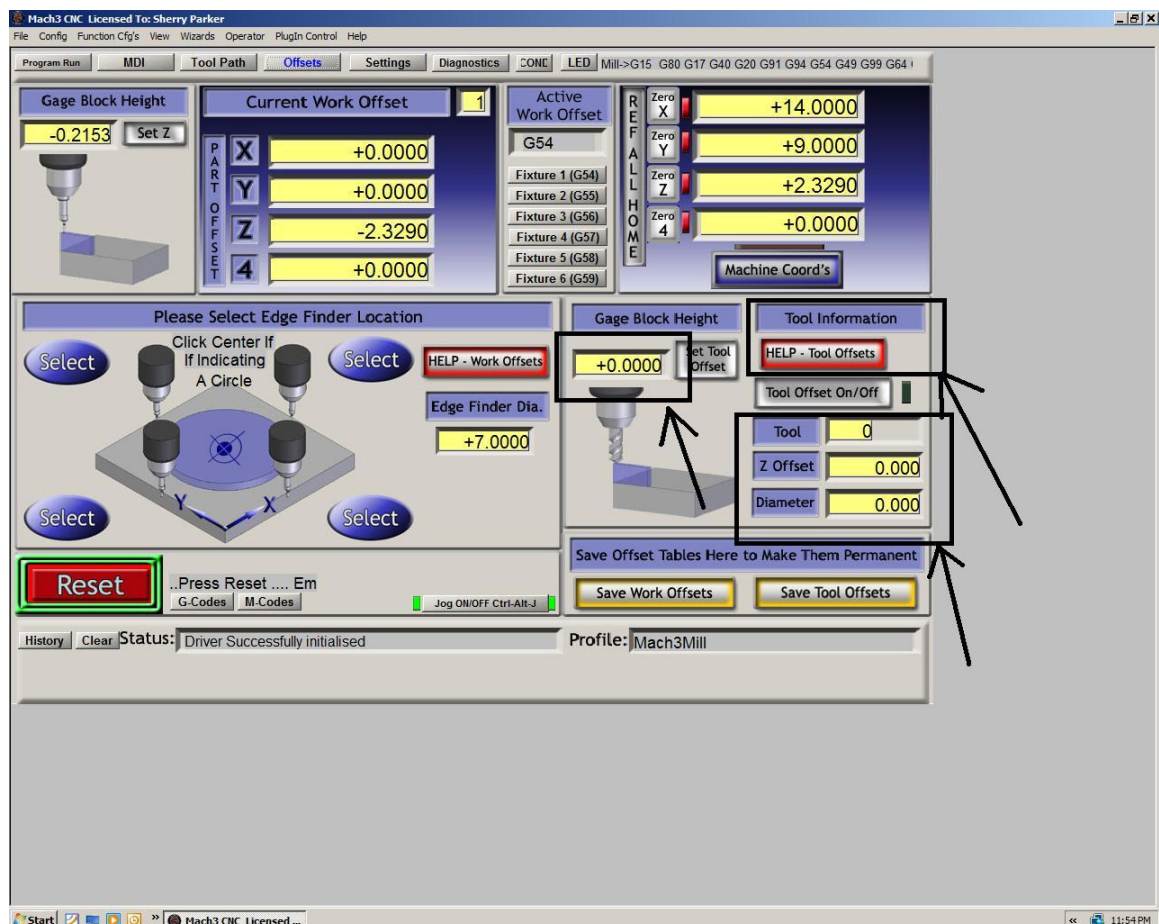 Mach3 CNC Licensed To: Sherry Parker
File Config Function Cfg's View Wizards Operator PlugIn Control Help
Program Run MDI Tool Path Offsets Settings Diagnostics LED Mill->G15 G80 G17 G40 G20 G91 G94 G54 G49 G99 G64
Gage Block Height
-0.2153 Set Z
Current Work Offset 1
PART OFFSET
X +0.0000
Y +0.0000
Z -2.3290
4 +0.0000
Active
Work Offset
G54
Fixture 1 (G54)
Fixture 2 (G55)
Fixture 3 (G56)
Fixture 4 (G57)
Fixture 5 (G58)
Fixture 6 (G59)
REF ALL HOME
Zero X +14.0000
Zero Y +9.0000
Zero Z +2.3290
Zero 4 +0.0000
Machine Coord's
Please Select Edge Finder Location
Select
Click Center If
If Indicating
A Circle
Select
HELP - Work Offsets
Edge Finder Dia.
+7.0000
Y X
Select
Select
Gage Block Height
+0.0000 Set Tool
Offset
Tool Information
HELP - Tool Offsets
Tool Offset On/Off
Tool 0
Z Offset 0.000
Diameter 0.000
Reset
..Press Reset .... Em
G-Codes M-Codes
Jog ON/OFF Ctrl-Alt-J
Save Offset Tables Here to Make Them Permanent
Save Work Offsets Save Tool Offsets
History Clear Status: Driver Successfully initialised Profile: Mach3Mill
Start » Mach3 CNC Licensed ... « 11:54 PM